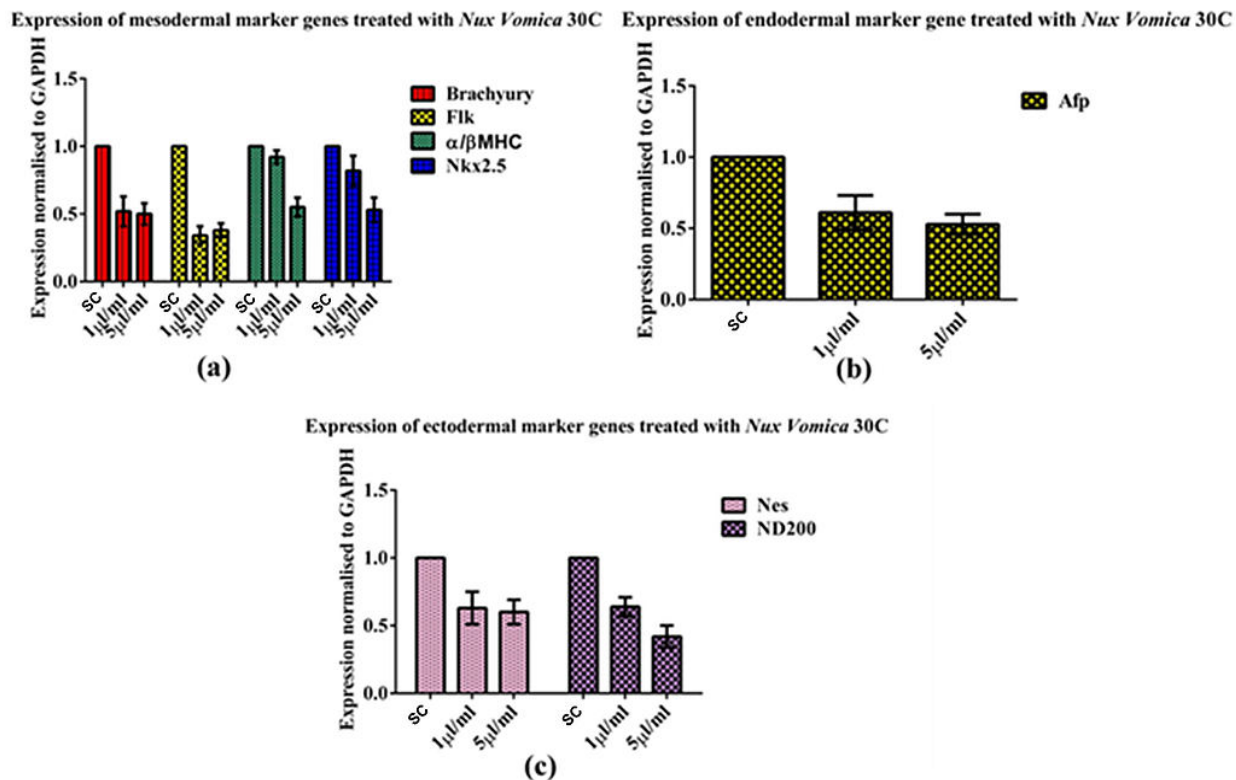 Expression of mesodermal marker genes treated with Nux Vomica 30C
Expression normalised to GAPDH
1.5
1.0
0.5
0.0
SC
1µl/ml
5µl/ml
SC
1µl/ml
5µl/ml
SC
1µl/ml
5µl/ml
SC
1µl/ml
5µl/ml
Brachyury
Flk
α/βMHC
Nkx2.5
(a)
Expression of endodermal marker gene treated with Nux Vomica 30C
Expression normalised to GAPDH
1.5
1.0
0.5
0.0
SC
1µl/ml
5µl/ml
Afp
(b)
Expression of ectodermal marker genes treated with Nux Vomica 30C
Expression normalised to GAPDH
1.5
1.0
0.5
0.0
SC
1µl/ml
5µl/ml
SC
1µl/ml
5µl/ml
Nes
ND200
(c)